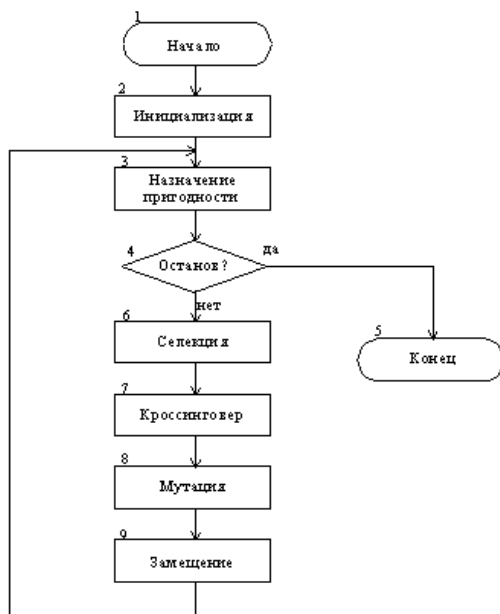 1
Начало
2
Инициализация
3
Назначение
пригодности
4
Останов?
да
нет
5
Конец
6
Селекция
7
Кроссинговер
8
Мутация
9
Замещение